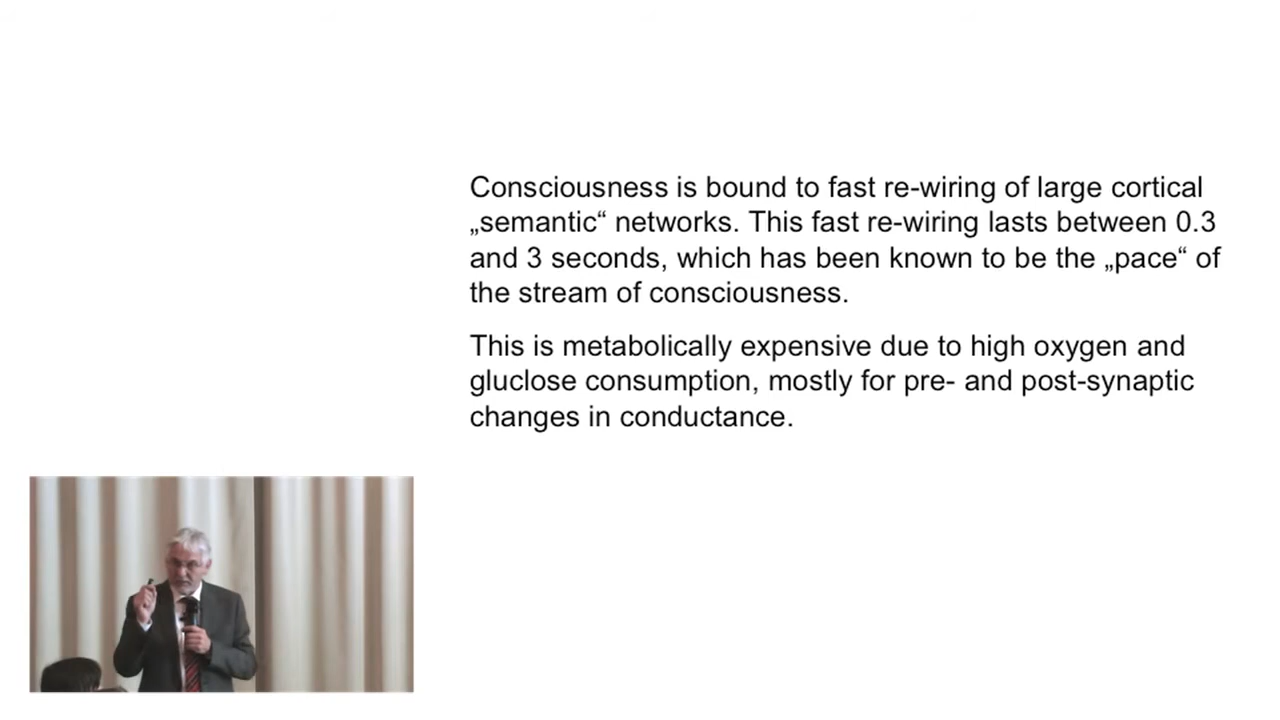 Consciousness is bound to fast re-wiring of large cortical
„semantic“ networks. This fast re-wiring lasts between 0.3
and 3 seconds, which has been known to be the „pace“ of
the stream of consciousness.
This is metabolically expensive due to high oxygen and
gluclose consumption, mostly for pre- and post-synaptic
changes in conductance.